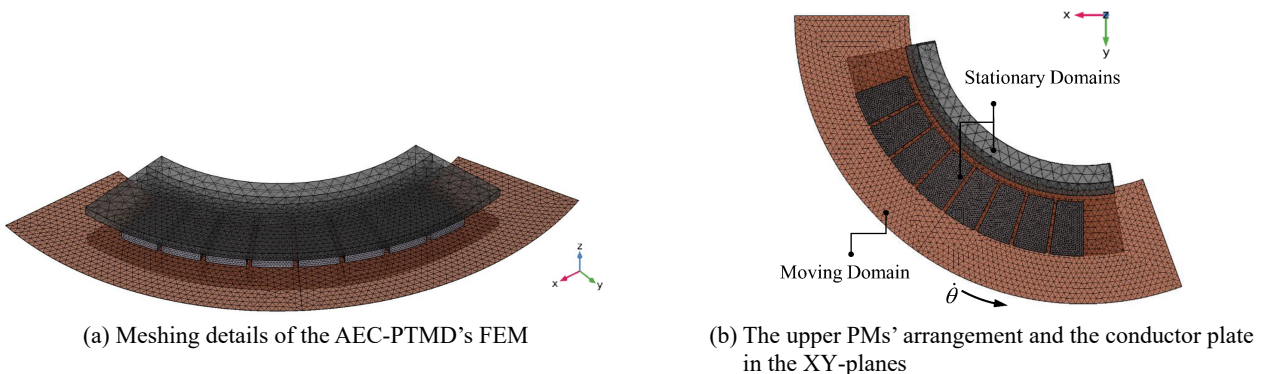 x
z
y
Stationary Domains
Moving Domain
θ̇
z
x
y
(a) Meshing details of the AEC-PTMD's FEM
(b) The upper PMs' arrangement and the conductor plate
in the XY-planes